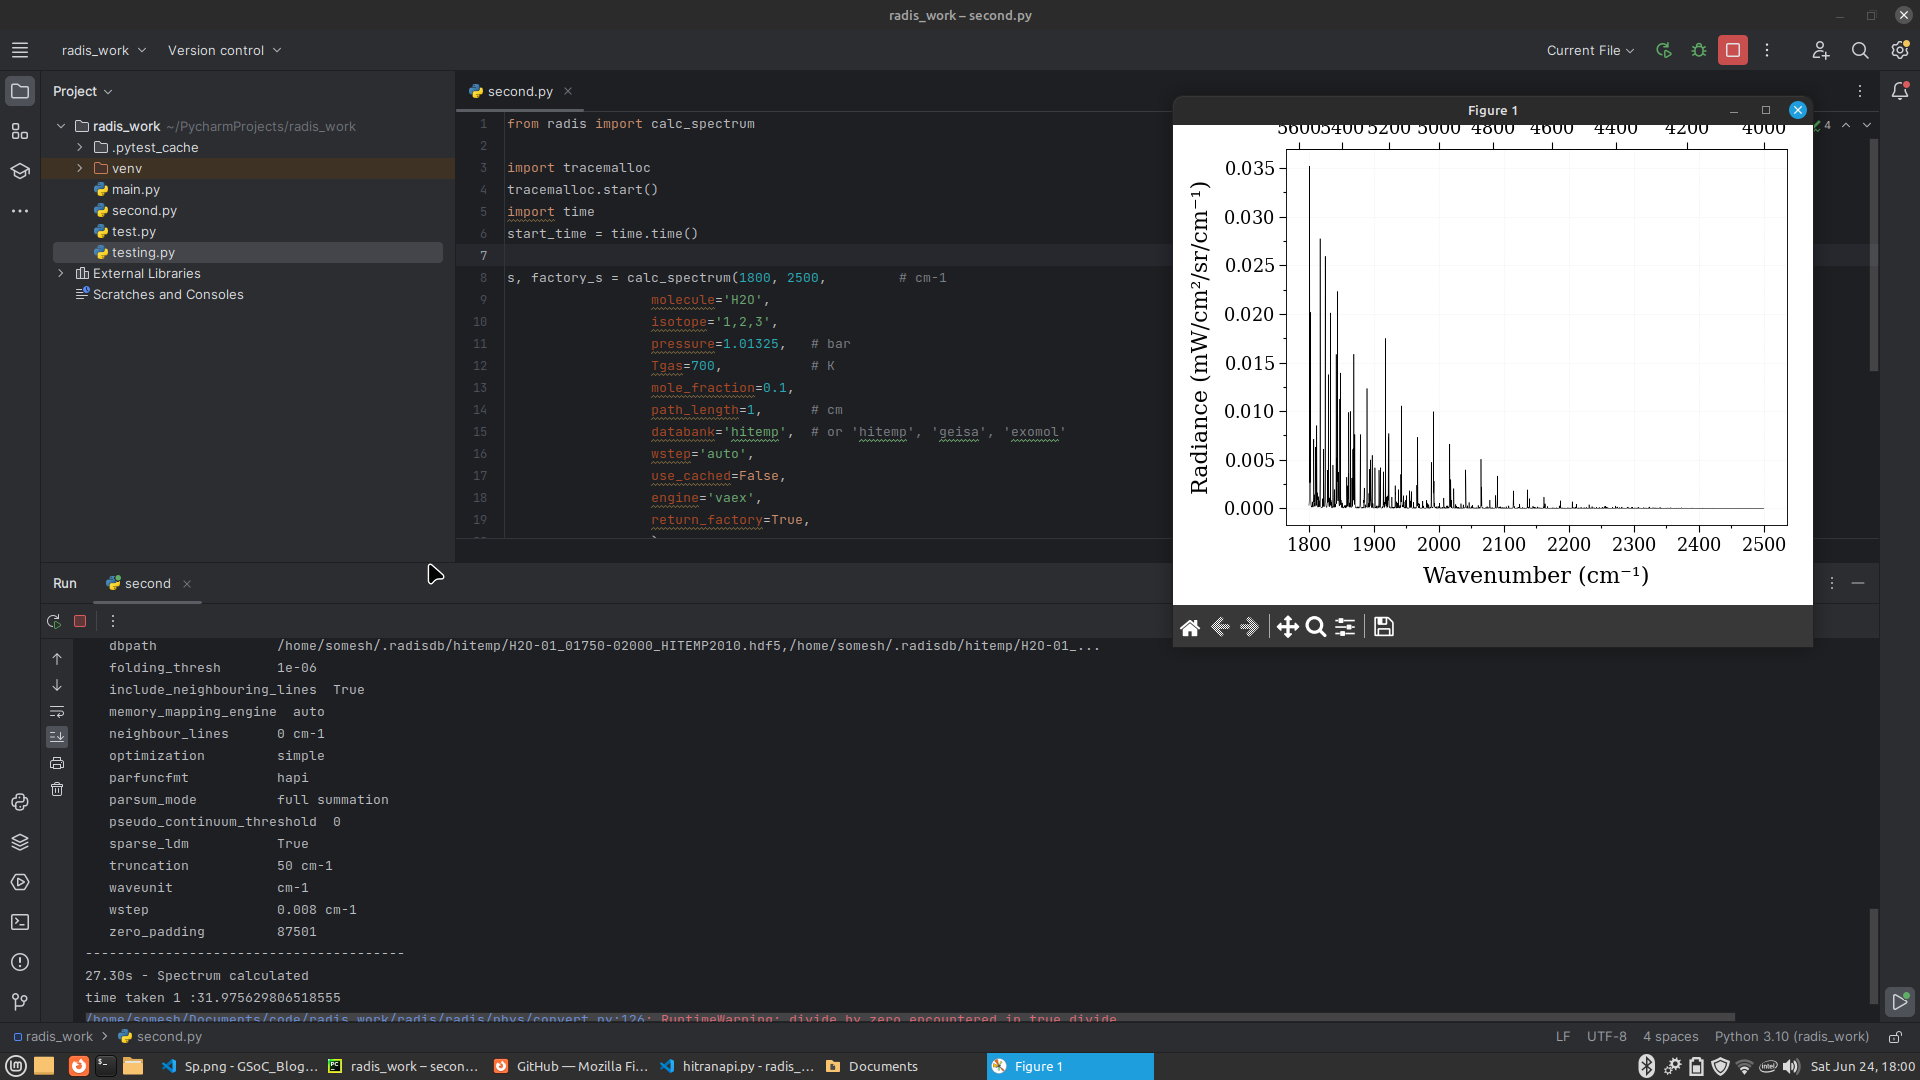 radis_work – second.py
radis_work
Version control
Current File
Project
second.py
radis_work ~/PycharmProjects/radis_work
.pytest_cache
venv
main.py
second.py
test.py
testing.py
External Libraries
Scratches and Consoles
1 from radis import calc_spectrum
2
3 import tracemalloc
4 tracemalloc.start()
5 import time
6 start_time = time.time()
7
8 s, factory_s = calc_spectrum(1800, 2500, # cm-1
9 molecule='H2O',
10 isotope='1,2,3',
11 pressure=1.01325, # bar
12 Tgas=700, # K
13 mole_fraction=0.1,
14 path_length=1, # cm
15 databank='hitemp', # or 'hitemp', 'geisa', 'exomol'
16 wstep='auto',
17 use_cached=False,
18 engine='vaex',
19 return_factory=True,
4
Figure 1
5600 5400 5200 5000 4800 4600 4400 4200 4000
0.035
0.030
0.025
0.020
0.015
0.010
0.005
0.000
Radiance (mW/cm²/sr/cm⁻¹)
1800 1900 2000 2100 2200 2300 2400 2500
Wavenumber (cm⁻¹)
Run
second
dbpath /home/somesh/.radisdb/hitemp/H2O-01_01750-02000_HITEMP2010.hdf5,/home/somesh/.radisdb/hitemp/H2O-01_...
folding_thresh 1e-06
include_neighbouring_lines True
memory_mapping_engine auto
neighbour_lines 0 cm-1
optimization simple
parfuncfmt hapi
parsum_mode full summation
pseudo_continuum_threshold 0
sparse_ldm True
truncation 50 cm-1
waveunit cm-1
wstep 0.008 cm-1
zero_padding 87501
----------------------------------------
27.30s - Spectrum calculated
time taken 1 :31.975629806518555
/home/somesh/Documents/code/radis_work/radis/radis/phys/convert.py:126: RuntimeWarning: divide by zero encountered in true_divide
radis_work
second.py
LF UTF-8 4 spaces Python 3.10 (radis_work)
Sp.png - GSoC_Blog...
radis_work – secon...
GitHub — Mozilla Fi...
hitranapi.py - radis_...
Documents
Figure 1
Sat Jun 24, 18:00